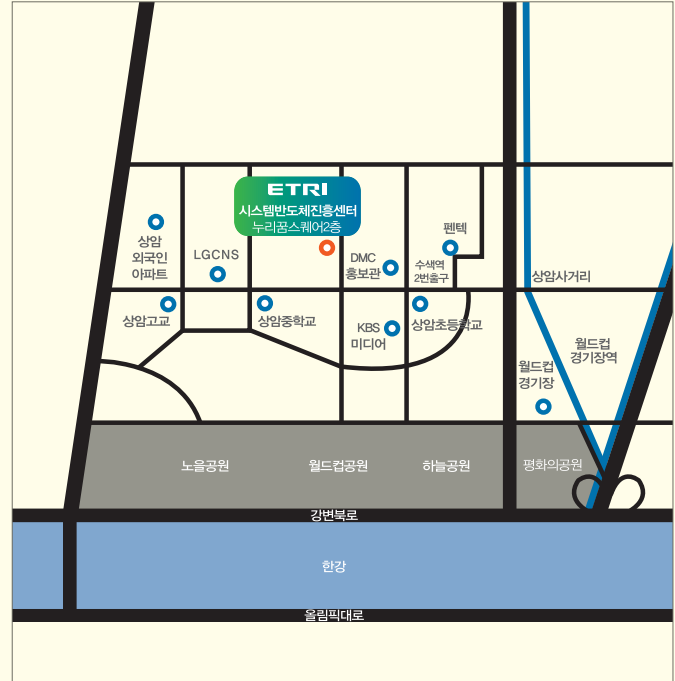 ETRI
시스템반도체진흥센터
누리꿈스퀘어2층
상암
외국인
아파트
LGCNS
DMC
홍보관
펜텍
수색역
2번출구
상암사거리
상암고교
상암중학교
KBS
미디어
상암초등학교
월드컵
경기장역
월드컵
경기장
노을공원
월드컵공원
하늘공원
평화의공원
강변북로
한강
올림픽대로